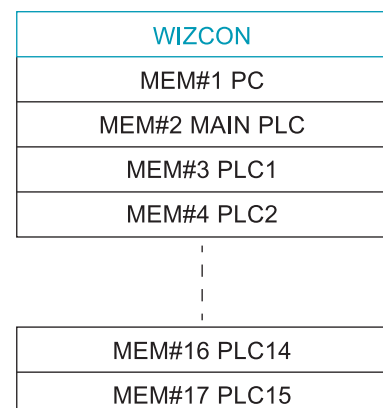 WIZCON
MEM#1 PC
MEM#2 MAIN PLC
MEM#3 PLC1
MEM#4 PLC2
MEM#16 PLC14
MEM#17 PLC15